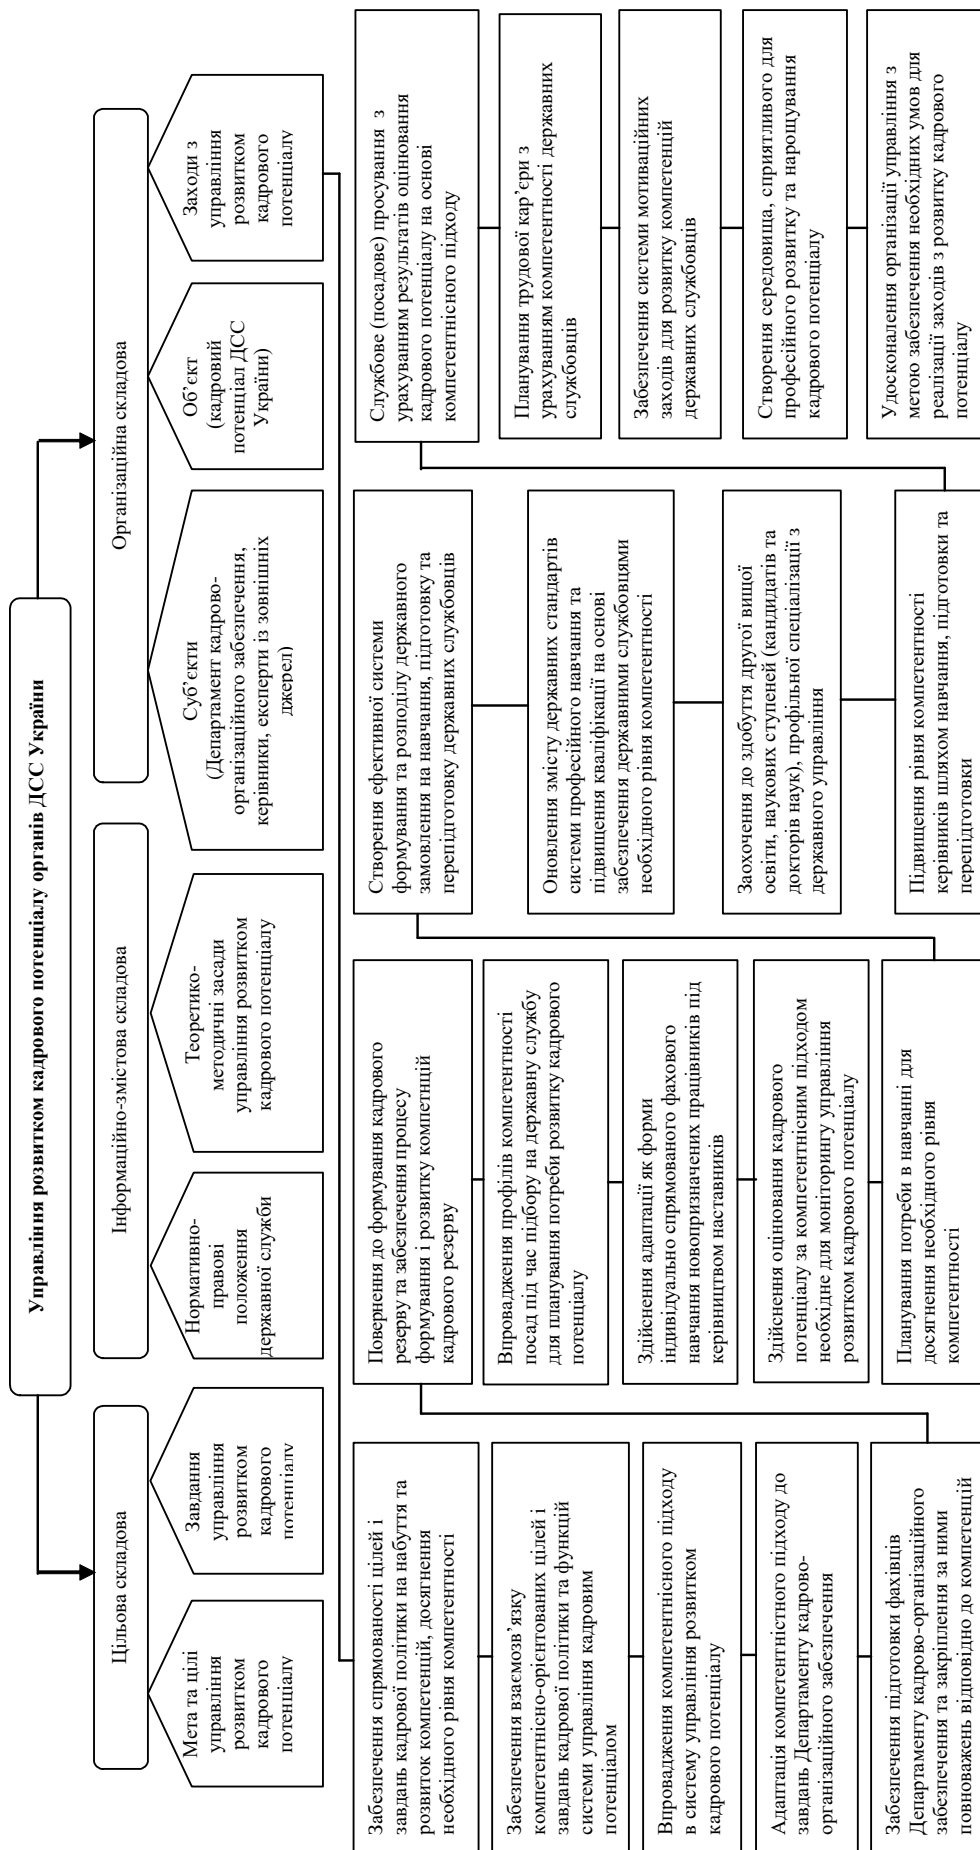 Управління розвитком кадрового потенціалу органів ДСС України
Цільова складова
Інформаційно-змістова складова
Організаційна складова
Мета та цілі
управління
розвитком
кадрового
потенціалу
Завдання
управління
розвитком
кадрового
потенціалу
Нормативно-
правові
положення
державної служби
Теоретико-
методичні засади
управління розвитком
кадрового потенціалу
Суб’єкти
(Департамент кадрово-
організаційного забезпечення,
керівники, експерти із зовнішніх
джерел)
Об’єкт
(кадровий
потенціал ДСС
України)
Заходи з
управління
розвитком
кадрового
потенціалу
Забезпечення спрямованості цілей і
завдань кадрової політики на набуття та
розвиток компетенцій, досягнення
необхідного рівня компетентності
Забезпечення взаємозв’язку
компетентнісно-орієнтованих цілей і
завдань кадрової політики та функцій
системи управління кадровим
потенціалом
Впровадження компетентнісного підходу
в систему управління розвитком
кадрового потенціалу
Адаптація компетентністного підходу до
завдань Департаменту кадрово-
організаційного забезпечення
Забезпечення підготовки фахівців
Департаменту кадрово-організаційного
забезпечення та закріплення за ними
повноважень відповідно до компетенцій
Повернення до формування кадрового
резерву та забезпечення процесу
формування і розвитку компетенцій
кадрового резерву
Впровадження профілів компетентності
посад під час підбору на державну службу
для планування потреби розвитку кадрового
потенціалу
Здійснення адаптації як форми
індивідуально спрямованого фахового
навчання новопризначених працівників під
керівництвом наставників
Здійснення оцінювання кадрового
потенціалу за компетентнісним підходом
необхідне для моніторингу управління
розвитком кадрового потенціалу
Планування потреби в навчанні для
досягнення необхідного рівня
компетентності
Створення ефективної системи
формування та розподілу державного
замовлення на навчання, підготовку та
перепідготовку державних службовців
Оновлення змісту державних стандартів
системи професійного навчання та
підвищення кваліфікації на основі
забезпечення державними службовцями
необхідного рівня компетентності
Заохочення до здобуття другої вищої
освіти, наукових ступеней (кандидатів та
докторів наук), профільної спеціалізації з
державного управління
Підвищення рівня компетентності
керівників шляхом навчання, підготовки та
перепідготовки
Службове (посадове) просування з
урахуванням результатів оцінювання
кадрового потенціалу на основі
компетентнісного підходу
Планування трудової кар’єри з
урахуванням компетентності державних
службовців
Забезпечення системи мотиваційних
заходів для розвитку компетенцій
державних службовців
Створення середовища, сприятливого для
професійного розвитку та нарощування
кадрового потенціалу
Удосконалення організації управління з
метою забезпечення необхідних умов для
реалізації заходів з розвитку кадрового
потенціалу